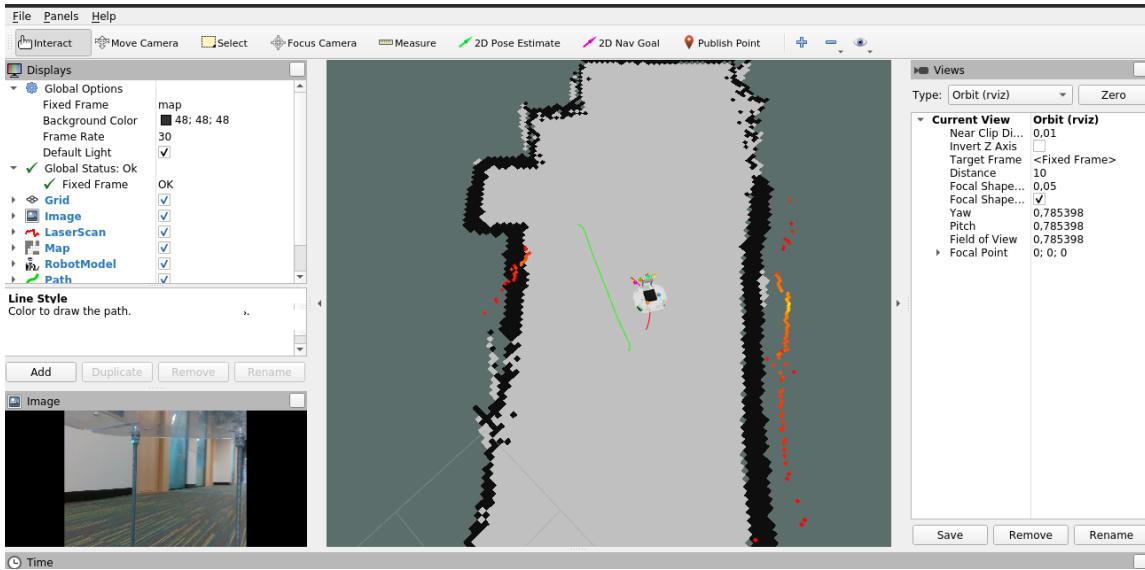 File Panels Help
Interact Move Camera Select Focus Camera Measure 2D Pose Estimate 2D Nav Goal Publish Point
Displays
Global Options
Fixed Frame map
Background Color 48; 48; 48
Frame Rate 30
Default Light
Global Status: Ok
Fixed Frame OK
Grid
Image
LaserScan
Map
RobotModel
Path
Line Style
Color to draw the path.
Add Duplicate Remove Rename
Image
Views
Type: Orbit (rviz) Zero
Current View Orbit (rviz)
Near Clip Di... 0,01
Invert Z Axis
Target Frame <Fixed Frame>
Distance 10
Focal Shape... 0,05
Focal Shape...
Yaw 0,785398
Pitch 0,785398
Field of View 0,785398
Focal Point 0; 0; 0
Save Remove Rename
Time